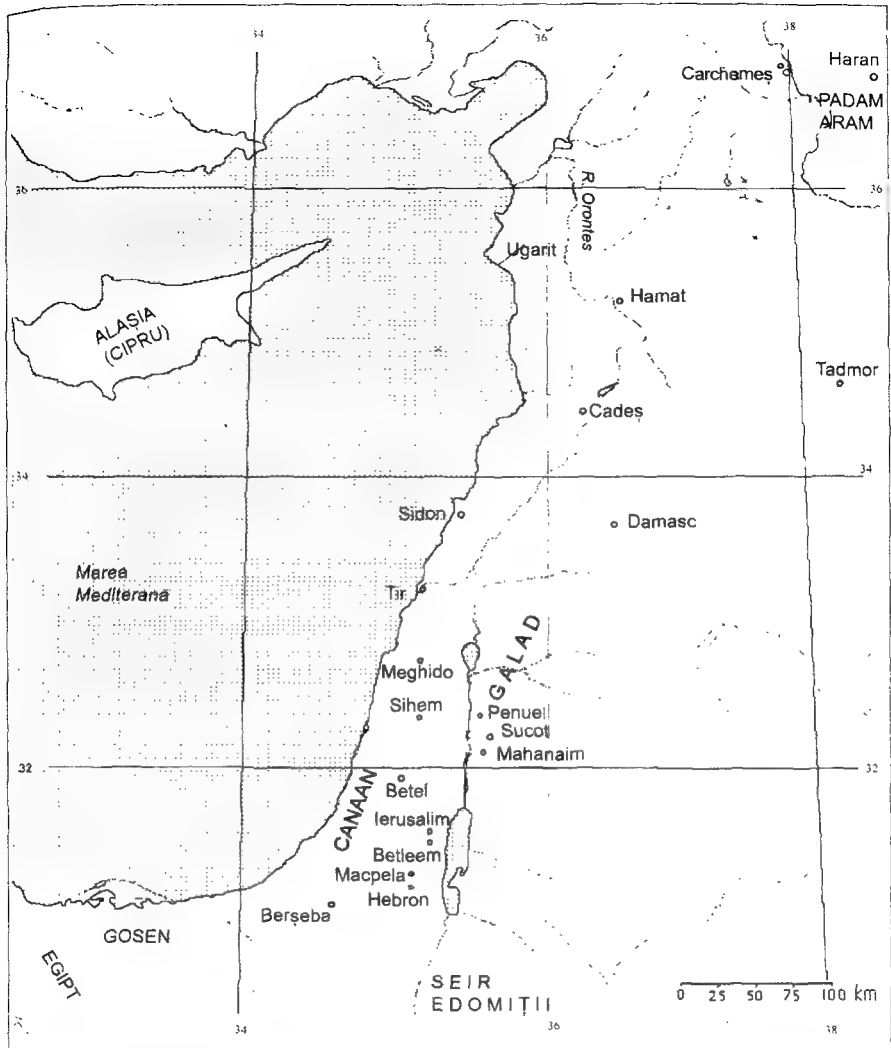 34
36
38
Carchemes
Haran
PADAM
ARAM
36
36
R. Orontes
Ugarit
Hamat
ALAȘIA
(CIPRU)
Tadmor
Cades
34
34
Sidon
Damasc
Marea
Mediterana
Tir
GALAD
Meghido
Sihem
Penuel
Sucot
Mahanaim
32
32
Betel
CANAAN
Ierusalim
Betleem
Macpela
Hebron
Berșeba
GOSEN
EGIPT
SEIR
EDOMIȚII
0 25 50 75 100 km
34
36
38